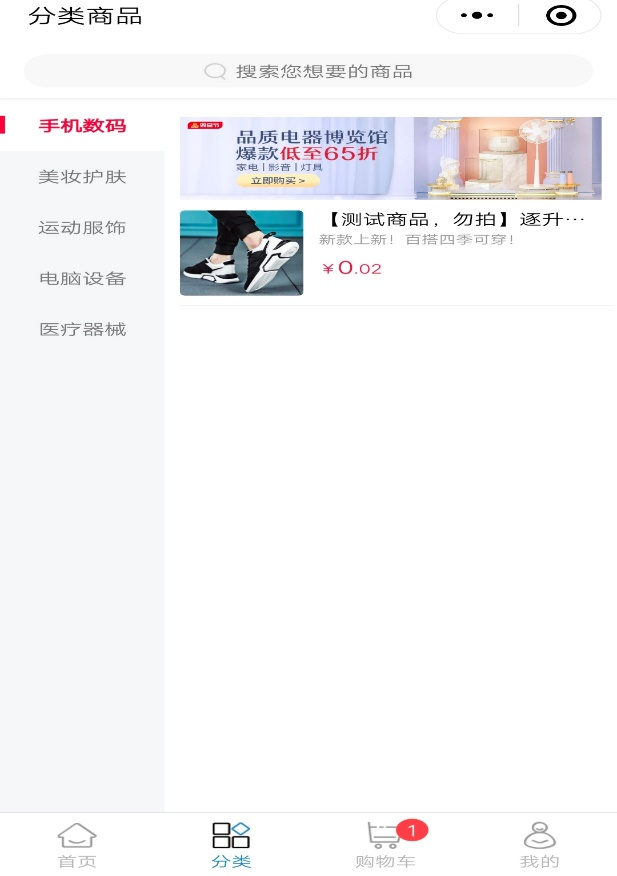 分类商品
搜索您想要的商品
手机数码
美妆护肤
运动服饰
电脑设备
医疗器械
品质电器博览馆
爆款低至65折
家电 | 影音 | 灯具
立即购买 >
【测试商品，勿拍】逐升…
新款上新！百搭四季可穿！
￥0.02
首页
分类
购物车
1
我的